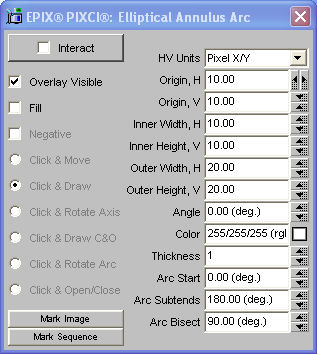 EPIX® PIXCI®: Elliptical Annulus Arc
Interact
Overlay Visible
Fill
Negative
Click & Move
Click & Draw
Click & Rotate Axis
Click & Draw C&O
Click & Rotate Arc
Click & Open/Close
Mark Image
Mark Sequence
HV Units Pixel X/Y
Origin, H 10.00
Origin, V 10.00
Inner Width, H 10.00
Inner Height, V 10.00
Outer Width, H 20.00
Outer Height, V 20.00
Angle 0.00 (deg.)
Color 255/255/255 (rgl
Thickness 1
Arc Start 0.00 (deg.)
Arc Subtends 180.00 (deg.)
Arc Bisect 90.00 (deg.)